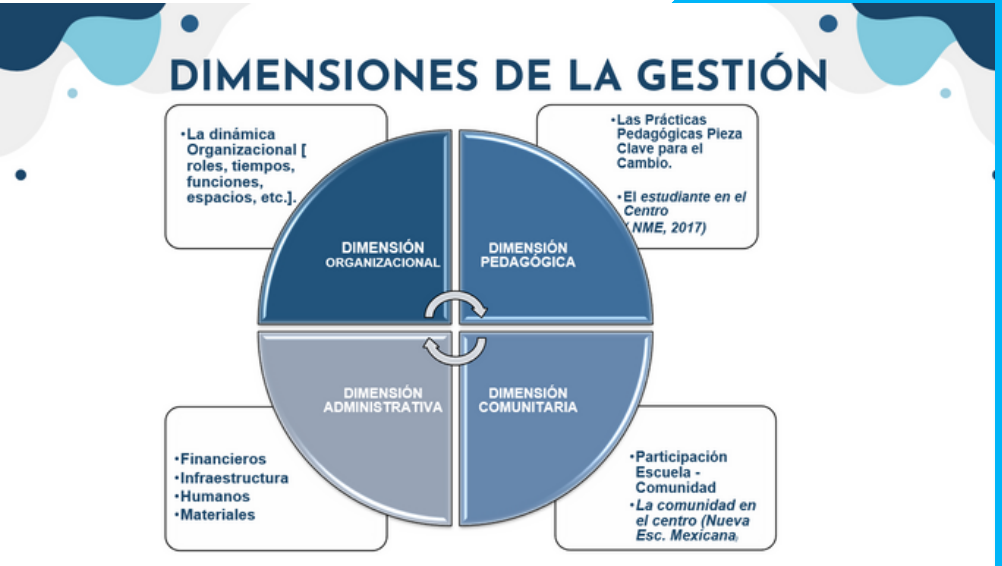 DIMENSIONES DE LA GESTIÓN
•La dinámica
Organizacional [
roles, tiempos,
funciones,
espacios, etc.].
•Las Prácticas
Pedagógicas Pieza
Clave para el
Cambio.
•El estudiante en el
Centro
( NME, 2017)
DIMENSIÓN
ORGANIZACIONAL
DIMENSIÓN
PEDAGÓGICA
DIMENSIÓN
ADMINISTRATIVA
DIMENSIÓN
COMUNITARIA
•Financieros
•Infraestructura
•Humanos
•Materiales
•Participación
Escuela -
Comunidad
•La comunidad en
el centro (Nueva
Esc. Mexicana)